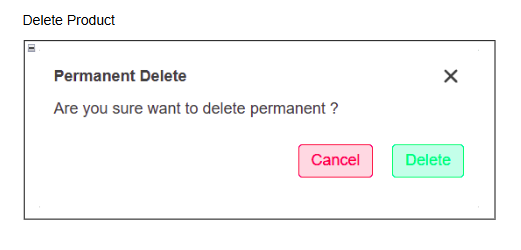 Delete Product
Permanent Delete
Are you sure want to delete permanent ?
Cancel Delete